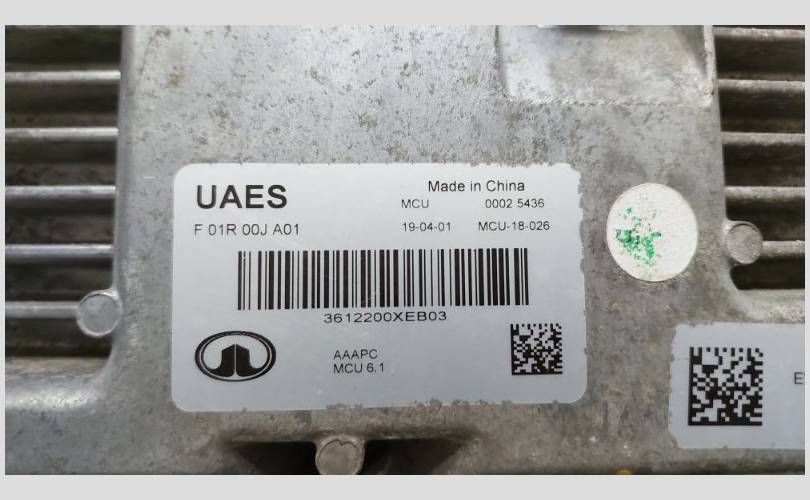 UAES
Made in China
MCU 0002 5436
F 01R 00J A01
19-04-01 MCU-18-026
3612200XEB03
AAAPC
MCU 6.1